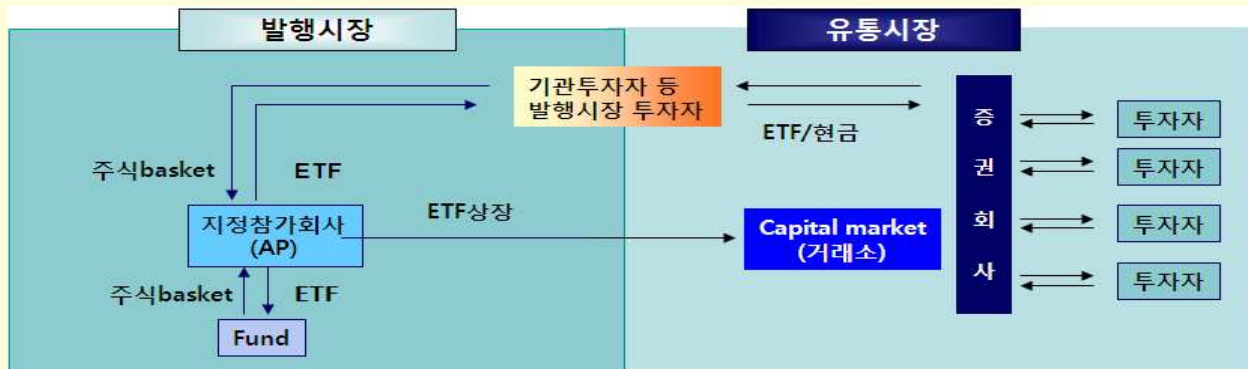 발행시장
유통시장
기관투자자 등
발행시장 투자자
ETF/현금
주식basket
ETF
지정참가회사
(AP)
ETF상장
주식basket
ETF
Fund
Capital market
(거래소)
증
권
회
사
투자자
투자자
투자자
투자자